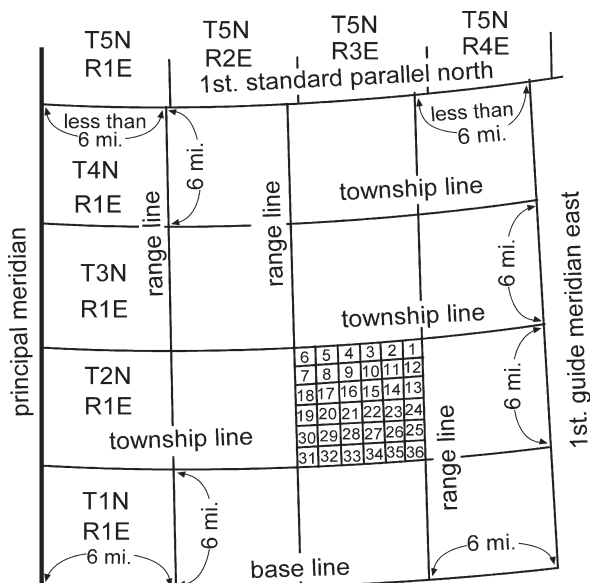 T5N
R1E
T5N
R2E
T5N
R3E
T5N
R4E
1st. standard parallel north
less than
6 mi.
6 mi.
less than
6 mi.
T4N
R1E
range line
range line
township line
principal meridian
T3N
R1E
6 mi.
township line
1st. guide meridian east
T2N
R1E
6 5 4 3 2 1
7 8 9 10 11 12
18 17 16 15 14 13
19 20 21 22 23 24
30 29 28 27 26 25
31 32 33 34 35 36
6 mi.
township line
range line
T1N
R1E
6 mi.
6 mi.
6 mi.
base line